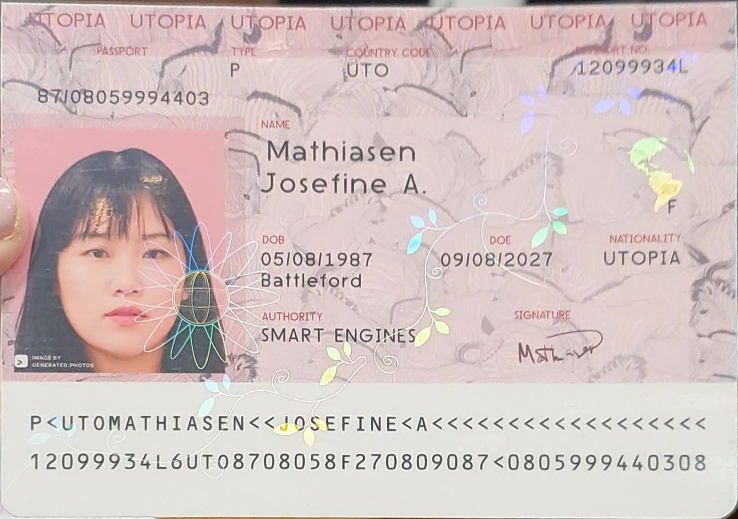 UTOPIA UTOPIA UTOPIA UTOPIA UTOPIA UTOPIA UTOPIA
PASSPORT TYPE COUNTRY CODE PASSPORT NO.
P UTO 12099934L
87/08059994403
NAME
Mathiasen
Josefine A.
SEX
F
DOB DOE NATIONALITY
05/08/1987 09/08/2027 UTOPIA
Battleford
AUTHORITY SIGNATURE
SMART ENGINES
IMAGE BY
GENERATED.PHOTOS
P<UTOMATHIASEN<<JOSEFINE<A<<<<<<<<<<<<<<<<<<
12099934L6UTO8708058F270809087<0805999440308